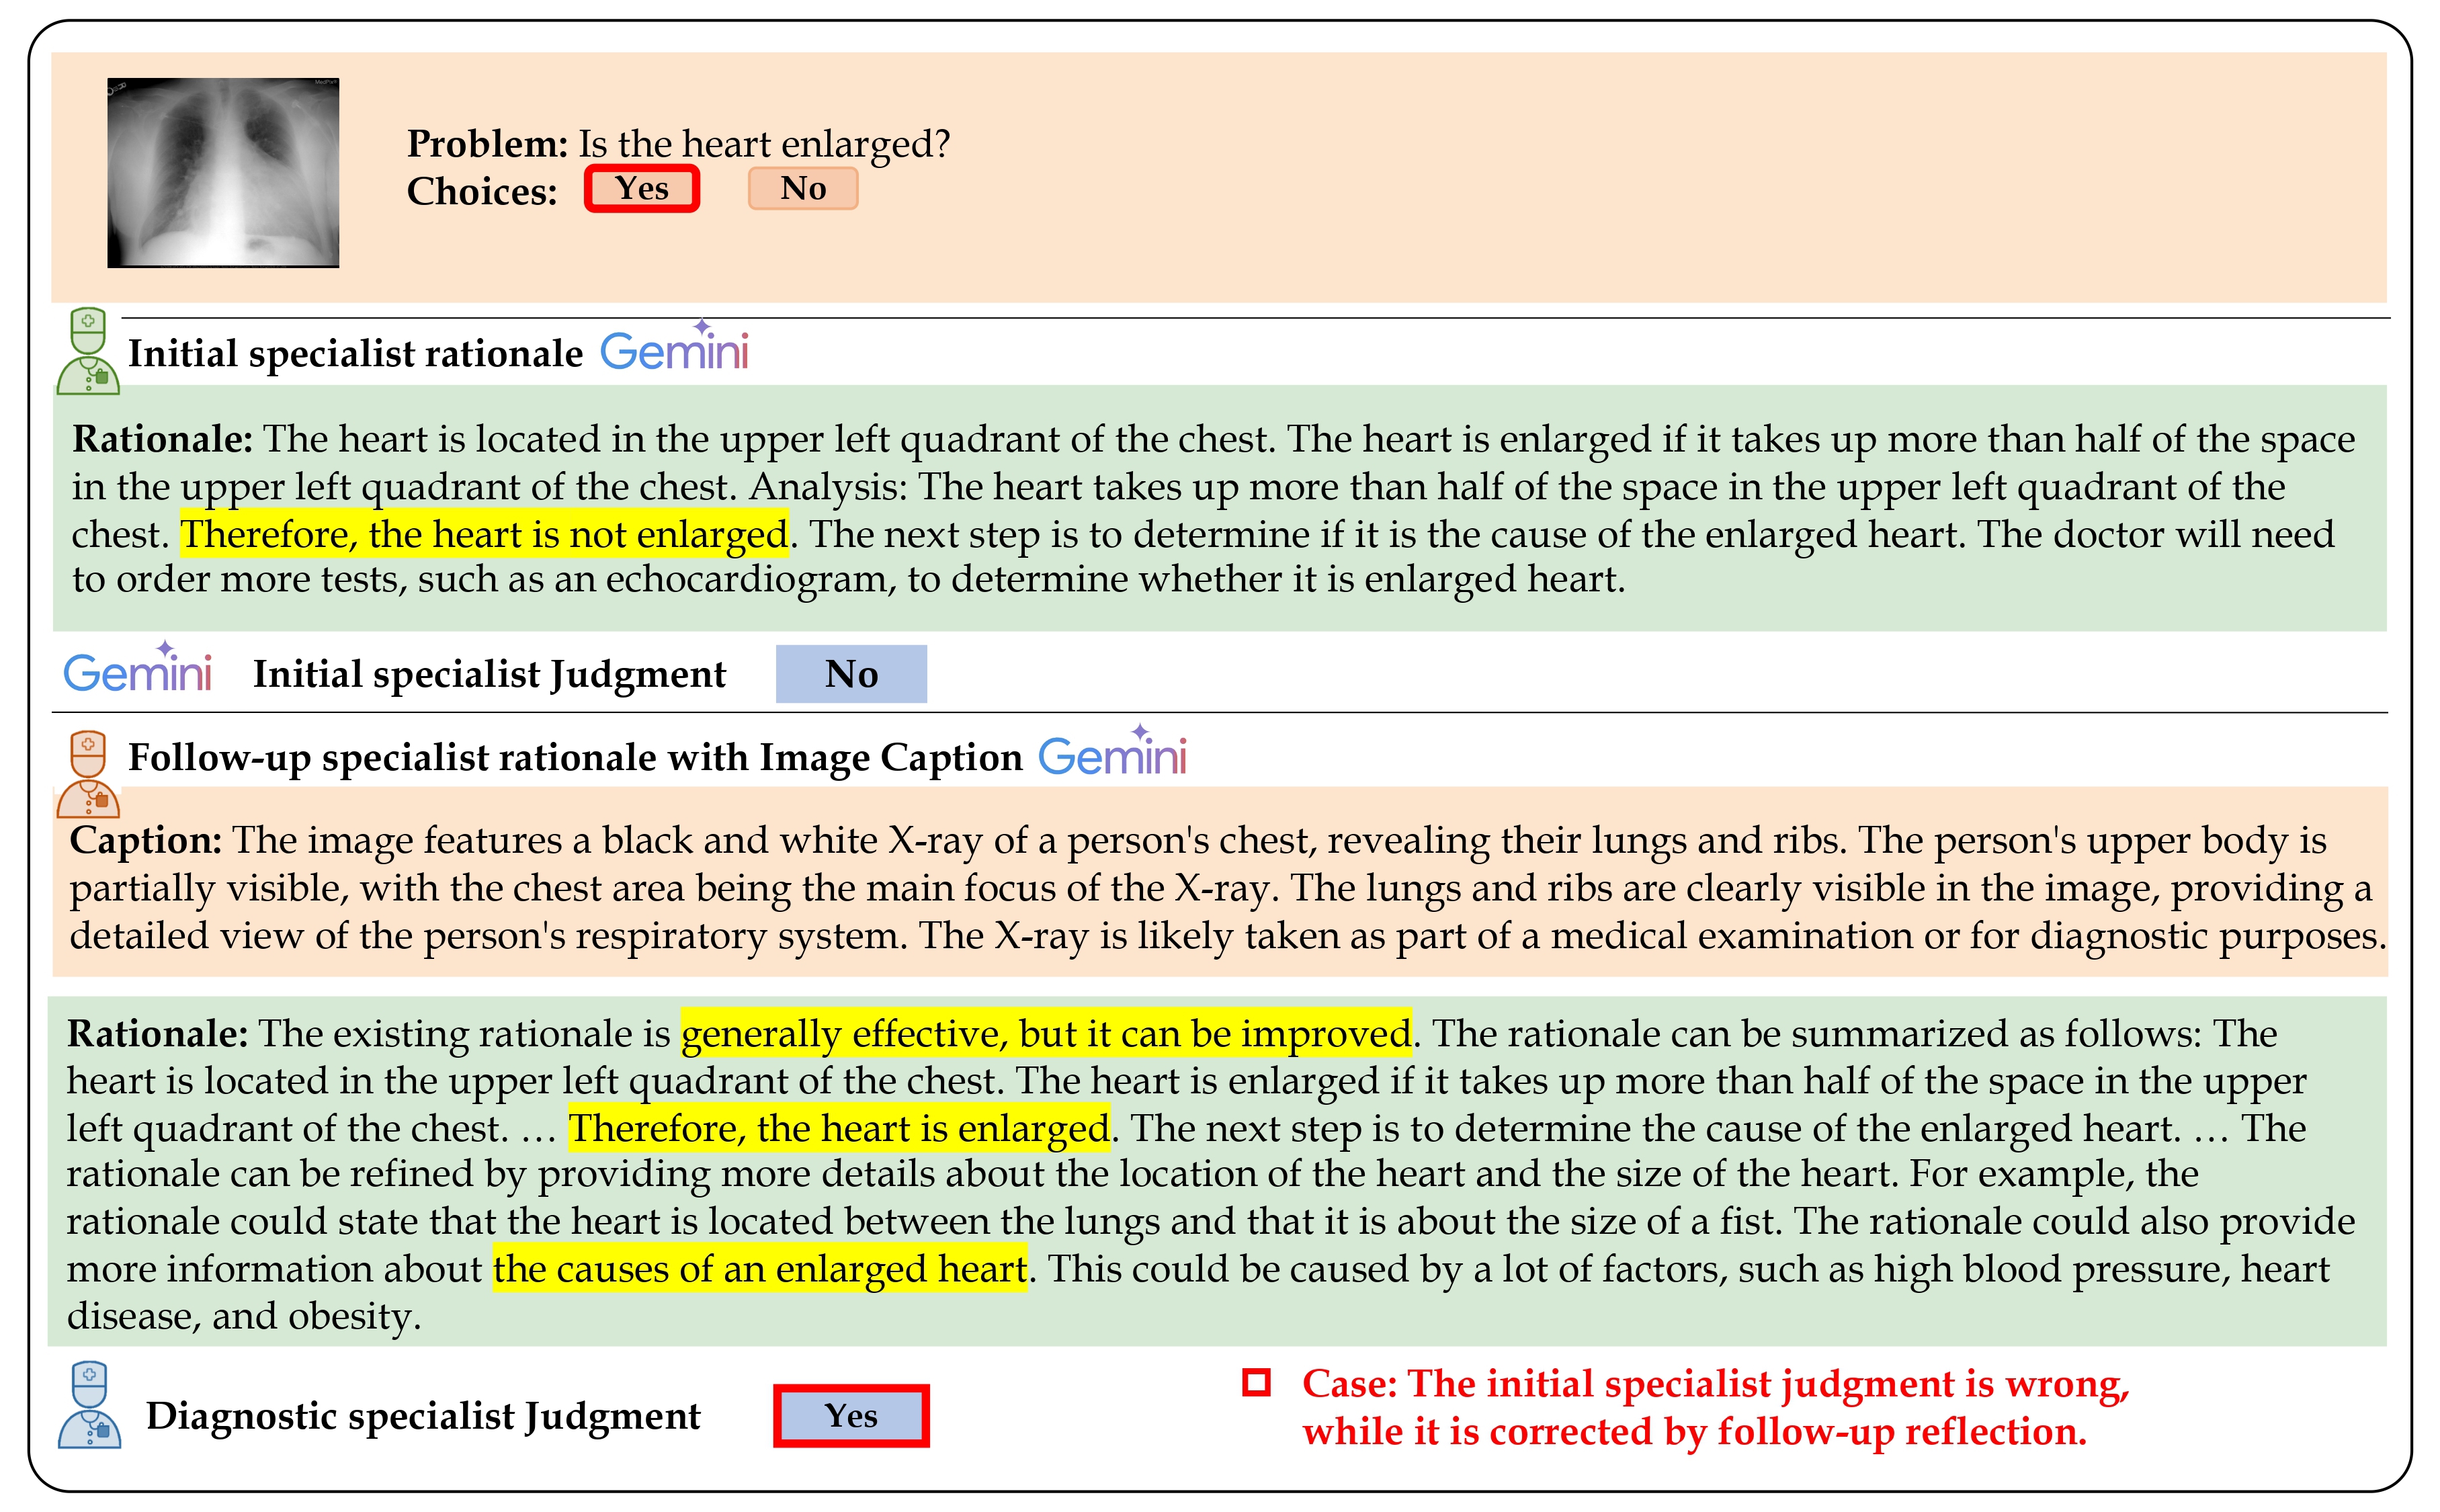 Problem: Is the heart enlarged?
Choices: Yes No
Initial specialist rationale Gemini
Rationale: The heart is located in the upper left quadrant of the chest. The heart is enlarged if it takes up more than half of the space
in the upper left quadrant of the chest. Analysis: The heart takes up more than half of the space in the upper left quadrant of the
chest. Therefore, the heart is not enlarged. The next step is to determine if it is the cause of the enlarged heart. The doctor will need
to order more tests, such as an echocardiogram, to determine whether it is enlarged heart.
Gemini Initial specialist Judgment No
Follow-up specialist rationale with Image Caption Gemini
Caption: The image features a black and white X-ray of a person's chest, revealing their lungs and ribs. The person's upper body is
partially visible, with the chest area being the main focus of the X-ray. The lungs and ribs are clearly visible in the image, providing a
detailed view of the person's respiratory system. The X-ray is likely taken as part of a medical examination or for diagnostic purposes.
Rationale: The existing rationale is generally effective, but it can be improved. The rationale can be summarized as follows: The
heart is located in the upper left quadrant of the chest. The heart is enlarged if it takes up more than half of the space in the upper
left quadrant of the chest. … Therefore, the heart is enlarged. The next step is to determine the cause of the enlarged heart. … The
rationale can be refined by providing more details about the location of the heart and the size of the heart. For example, the
rationale could state that the heart is located between the lungs and that it is about the size of a fist. The rationale could also provide
more information about the causes of an enlarged heart. This could be caused by a lot of factors, such as high blood pressure, heart
disease, and obesity.
Diagnostic specialist Judgment Yes
Case: The initial specialist judgment is wrong,
while it is corrected by follow-up reflection.